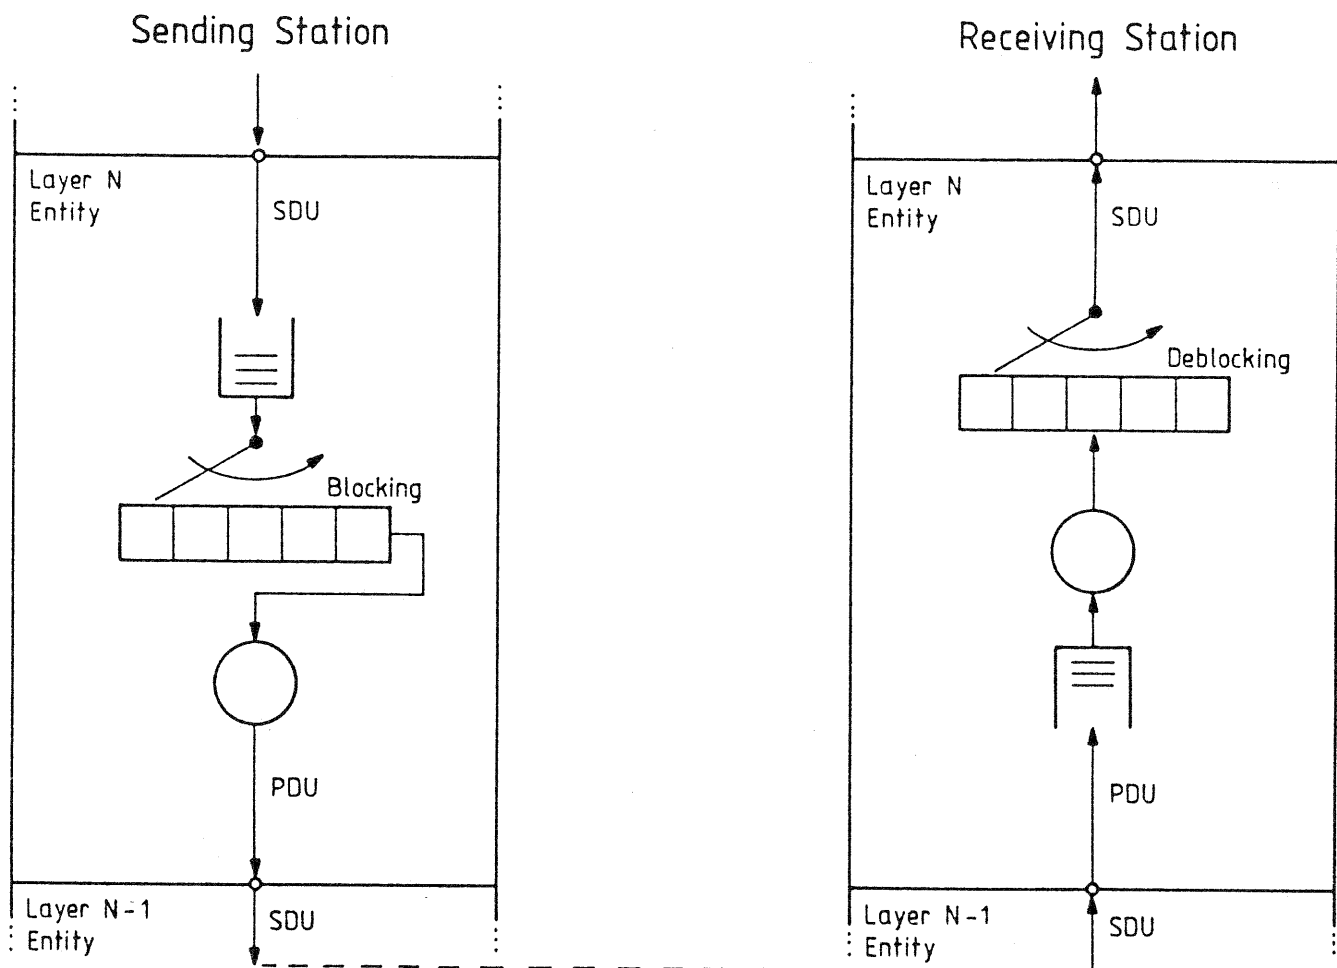 Sending Station
Layer N
Entity
SDU
Blocking
PDU
Layer N-1
Entity
SDU
Receiving Station
Layer N
Entity
SDU
Deblocking
PDU
Layer N-1
Entity
SDU